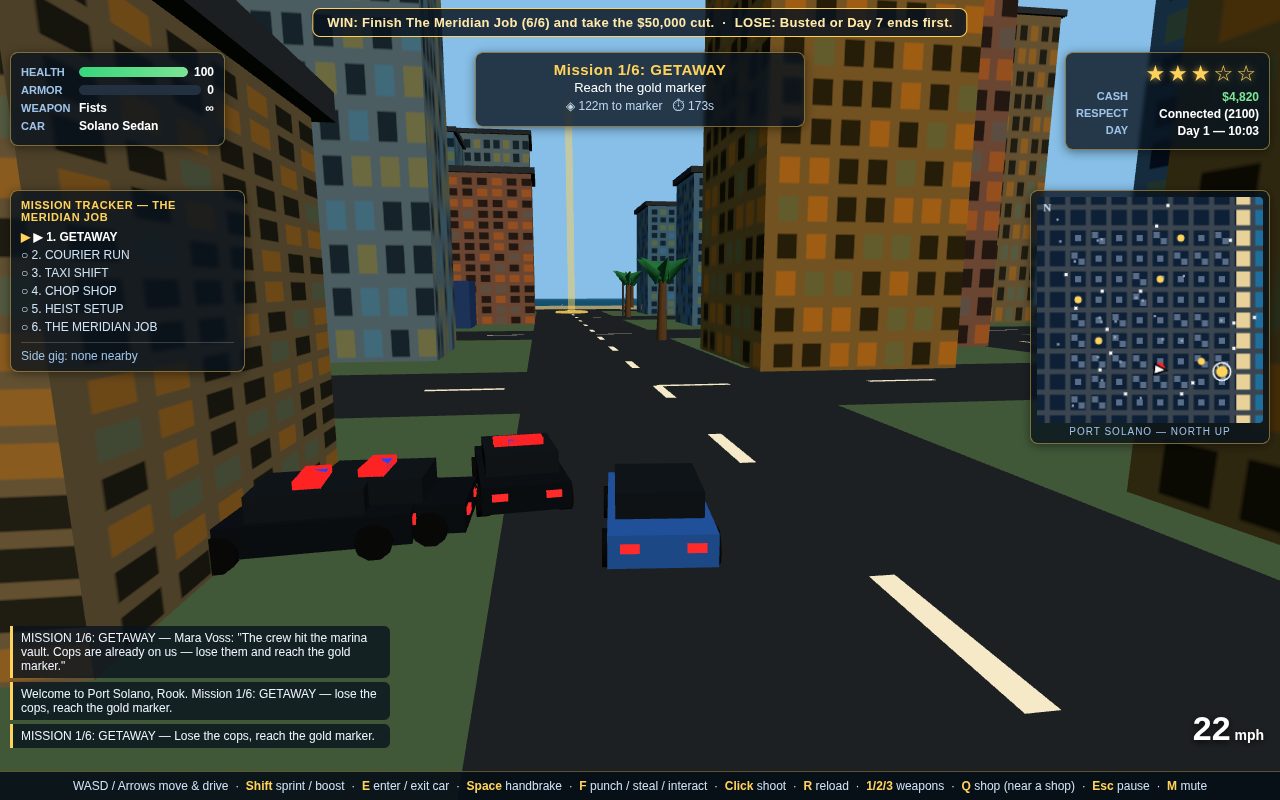 WIN: Finish The Meridian Job (6/6) and take the $50,000 cut. · LOSE: Busted or Day 7 ends first.
HEALTH 100
ARMOR 0
WEAPON Fists ∞
CAR Solano Sedan
Mission 1/6: GETAWAY
Reach the gold marker
◈ 122m to marker ⏱ 173s
★★★☆☆
CASH $4,820
RESPECT Connected (2100)
DAY Day 1 — 10:03
MISSION TRACKER — THE
MERIDIAN JOB
▶ ▶ 1. GETAWAY
○ 2. COURIER RUN
○ 3. TAXI SHIFT
○ 4. CHOP SHOP
○ 5. HEIST SETUP
○ 6. THE MERIDIAN JOB
Side gig: none nearby
N
PORT SOLANO — NORTH UP
MISSION 1/6: GETAWAY — Mara Voss: "The crew hit the marina
vault. Cops are already on us — lose them and reach the gold
marker."
Welcome to Port Solano, Rook. Mission 1/6: GETAWAY — lose the
cops, reach the gold marker.
MISSION 1/6: GETAWAY — Lose the cops, reach the gold marker.
22 mph
WASD / Arrows move & drive · Shift sprint / boost · E enter / exit car · Space handbrake · F punch / steal / interact · Click shoot · R reload · 1/2/3 weapons · Q shop (near a shop) · Esc pause · M mute